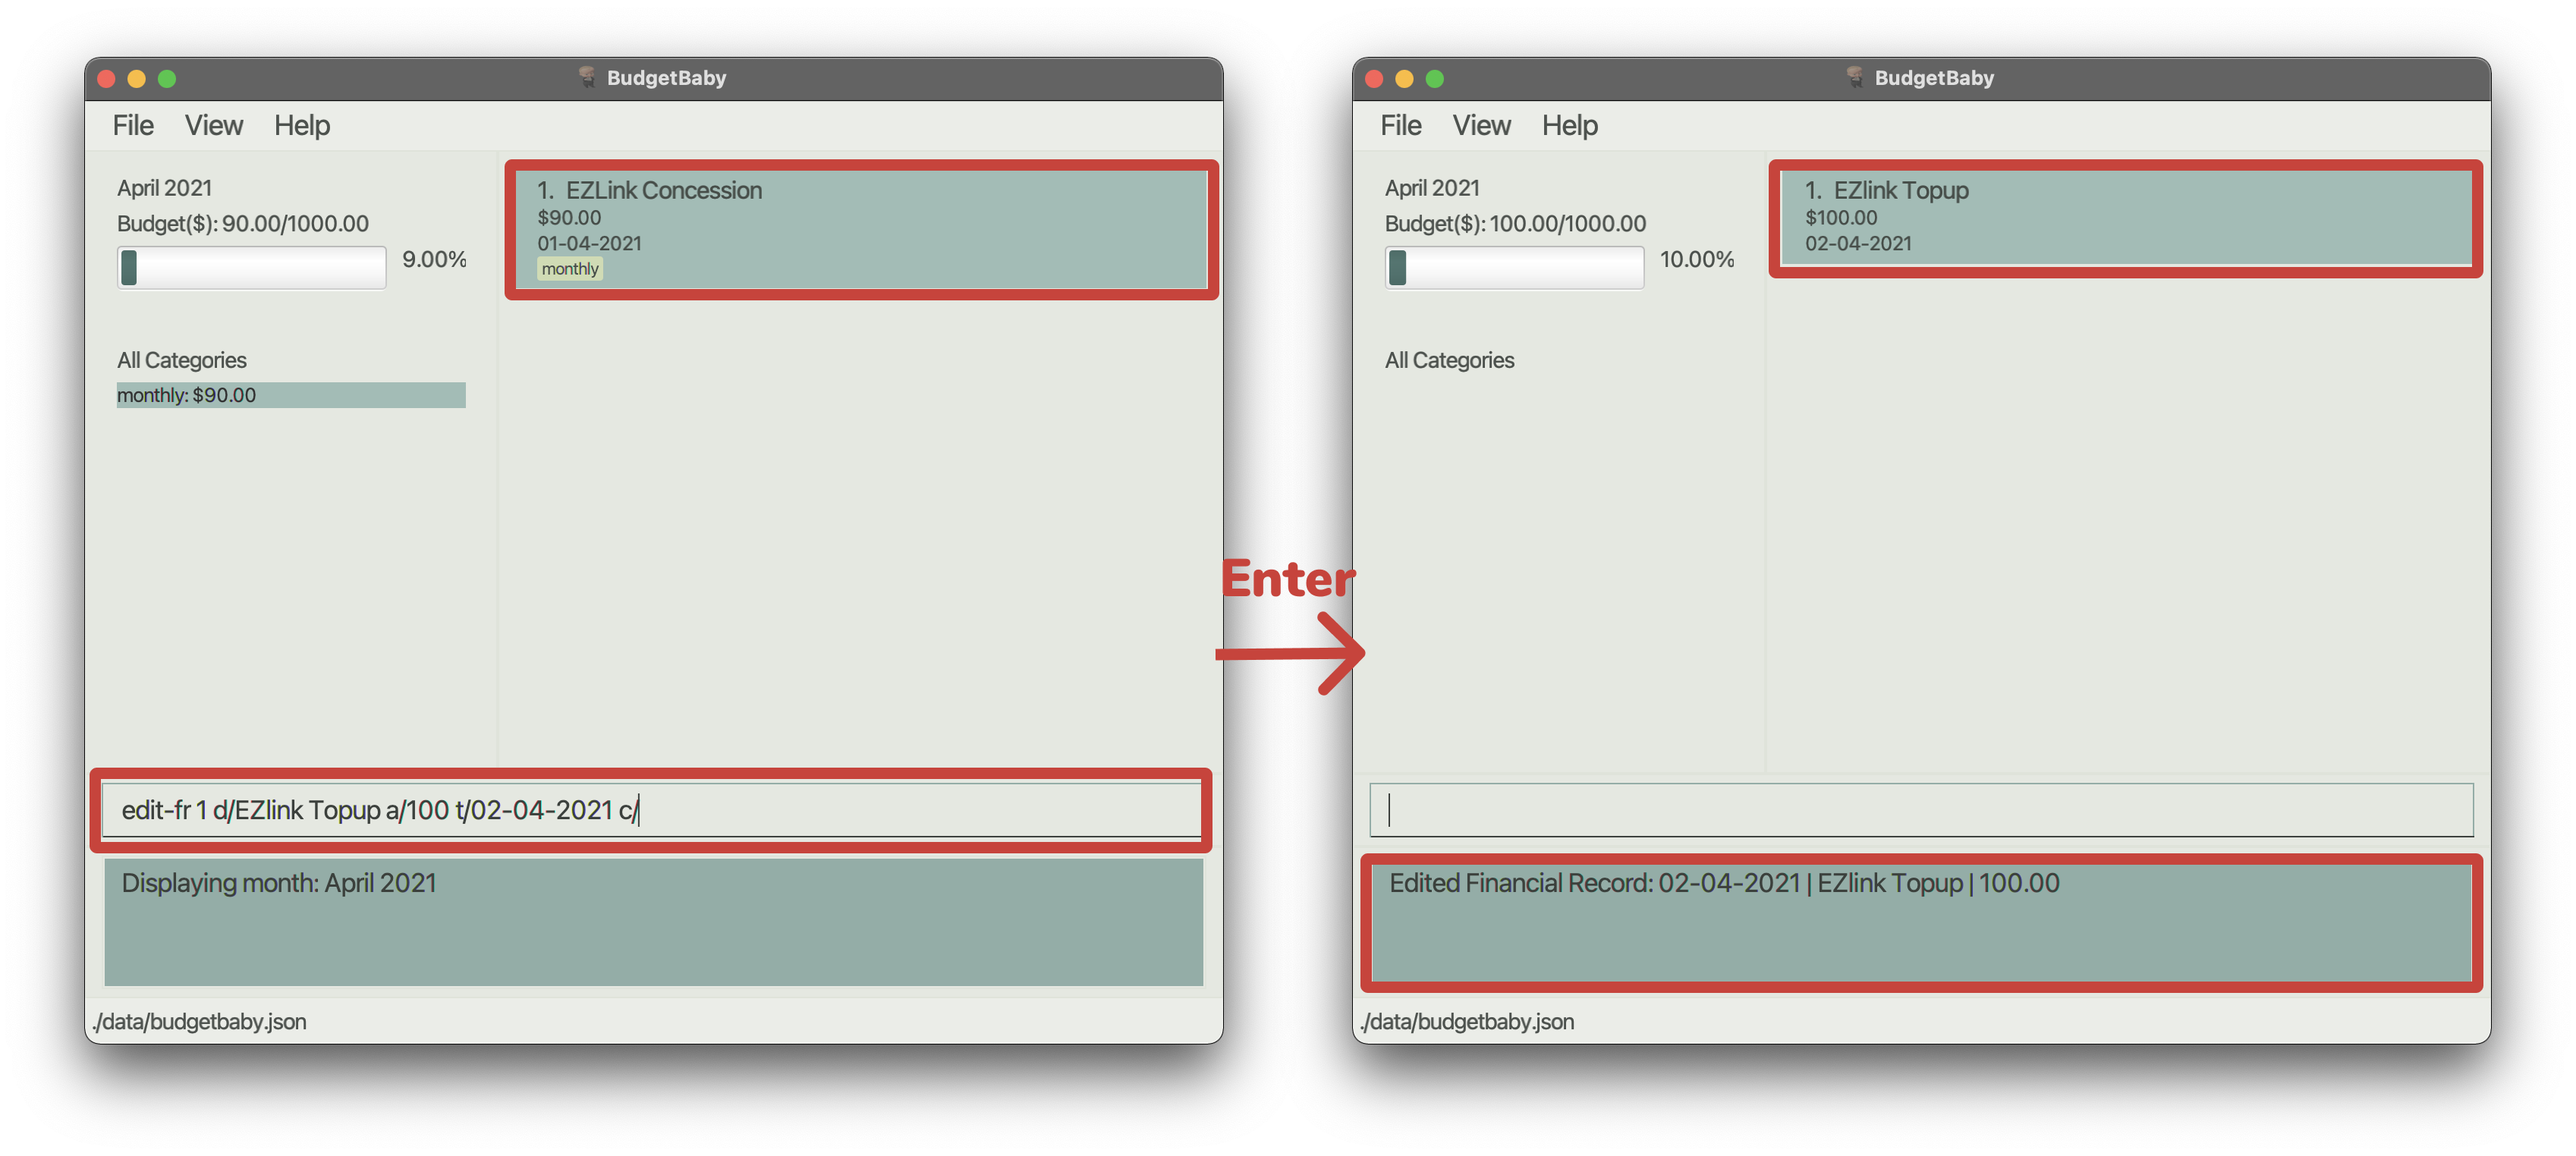 BudgetBaby
File View Help
April 2021
Budget($): 90.00/1000.00
9.00%
All Categories
monthly: $90.00
1. EZLink Concession
$90.00
01-04-2021
monthly
edit-fr 1 d/EZlink Topup a/100 t/02-04-2021 c/
Displaying month: April 2021
./data/budgetbaby.json
Enter
BudgetBaby
File View Help
April 2021
Budget($): 100.00/1000.00
10.00%
All Categories
1. EZlink Topup
$100.00
02-04-2021
Edited Financial Record: 02-04-2021 | EZlink Topup | 100.00
./data/budgetbaby.json